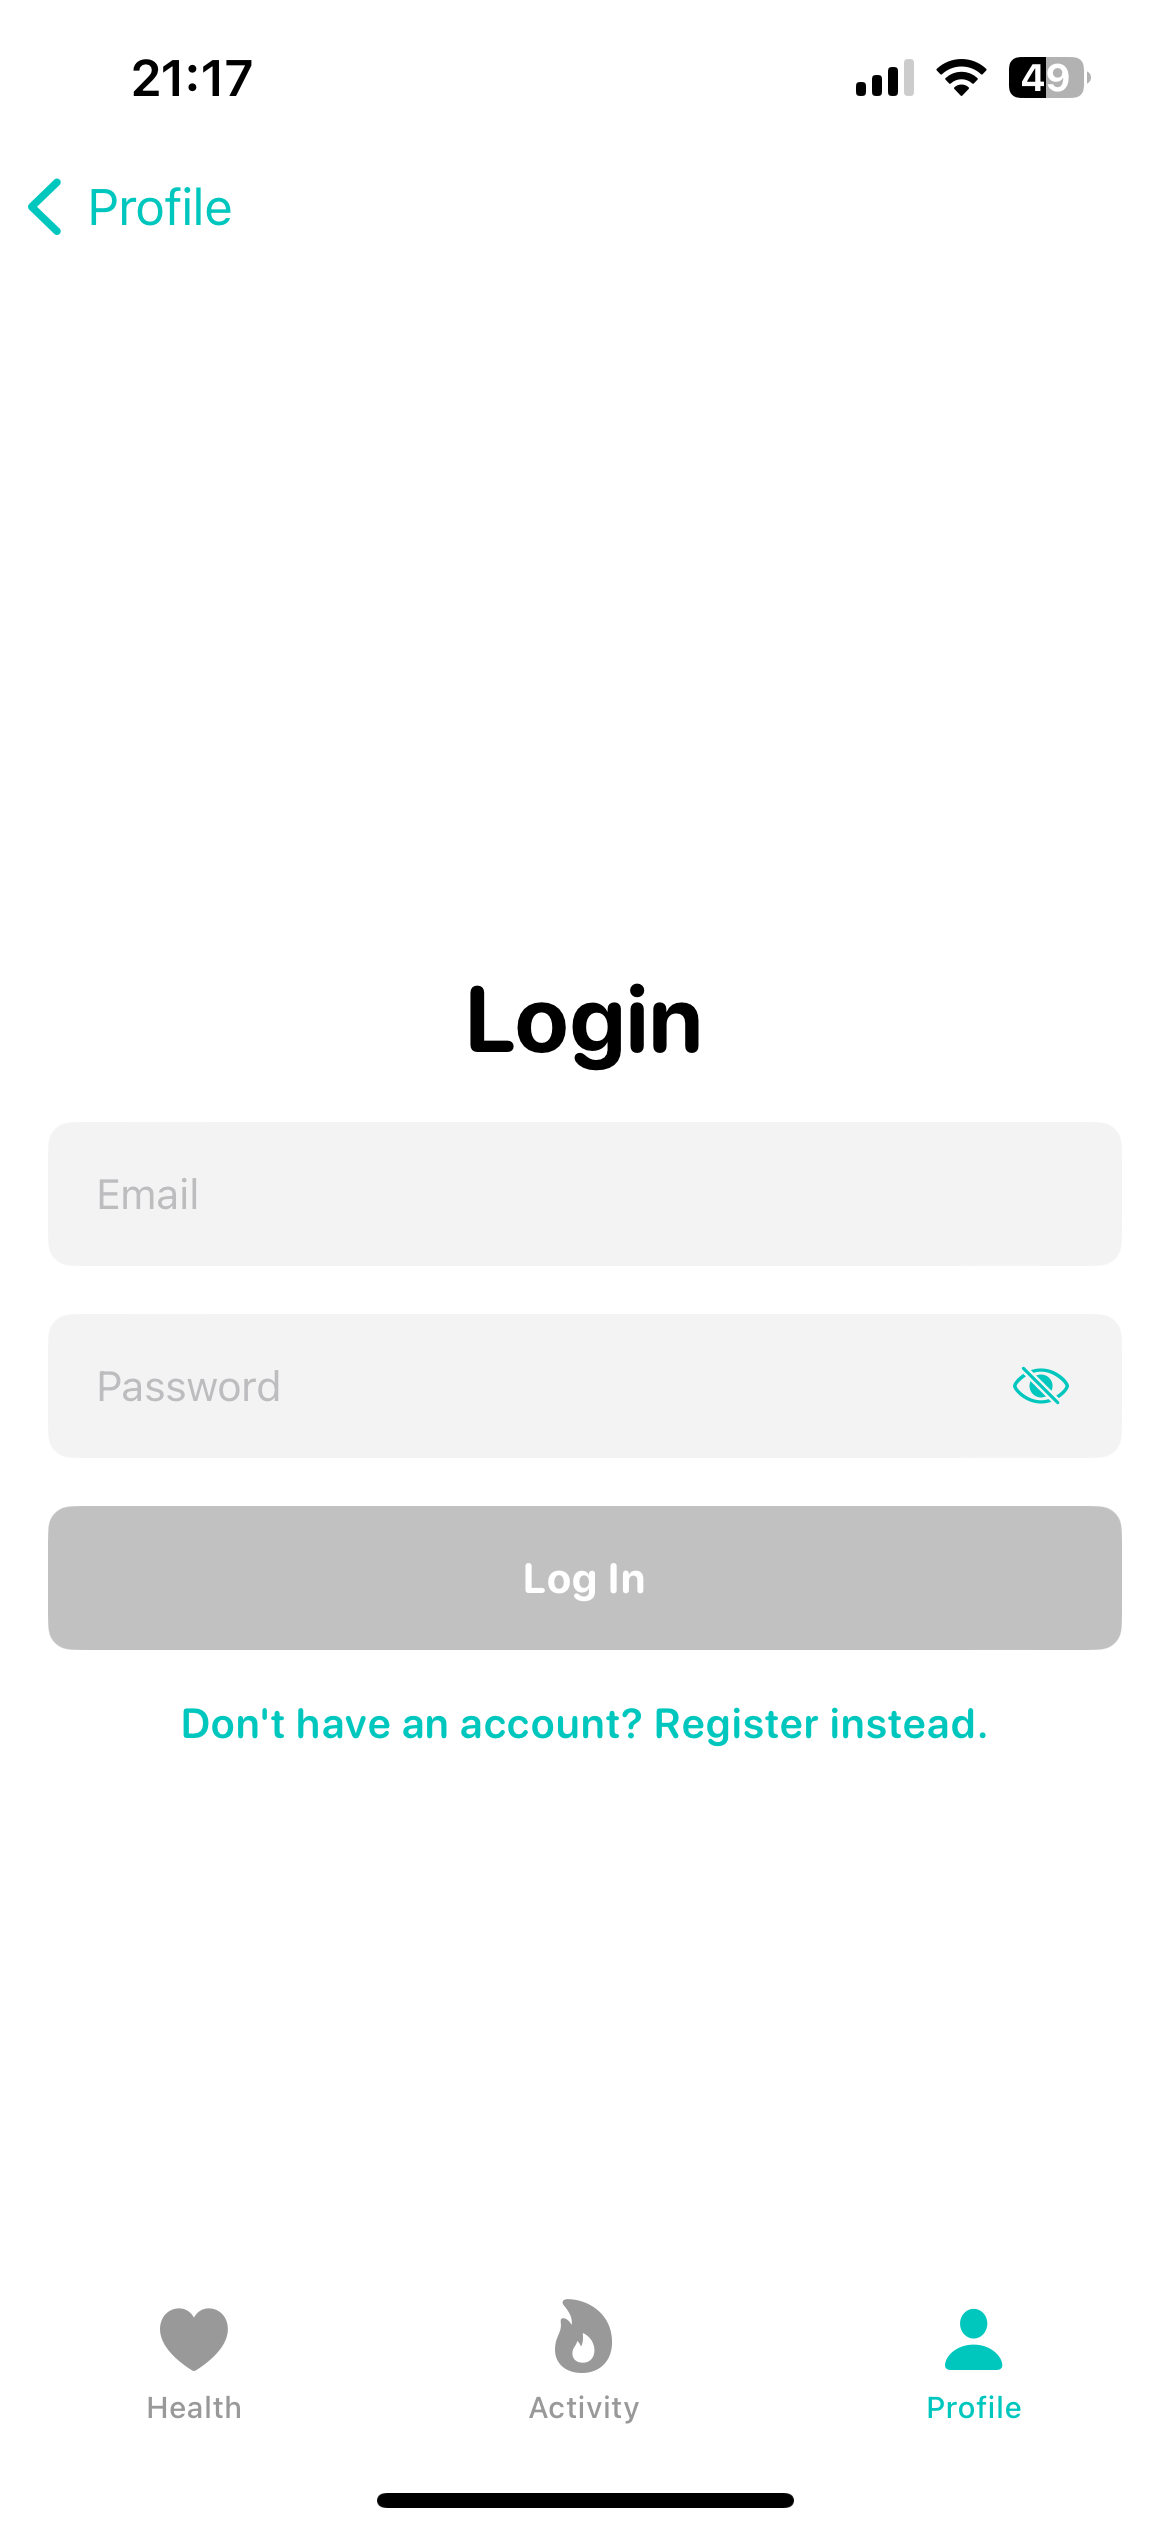 21:17
49
Profile
Login
Email
Password
Log In
Don't have an account? Register instead.
Health
Activity
Profile